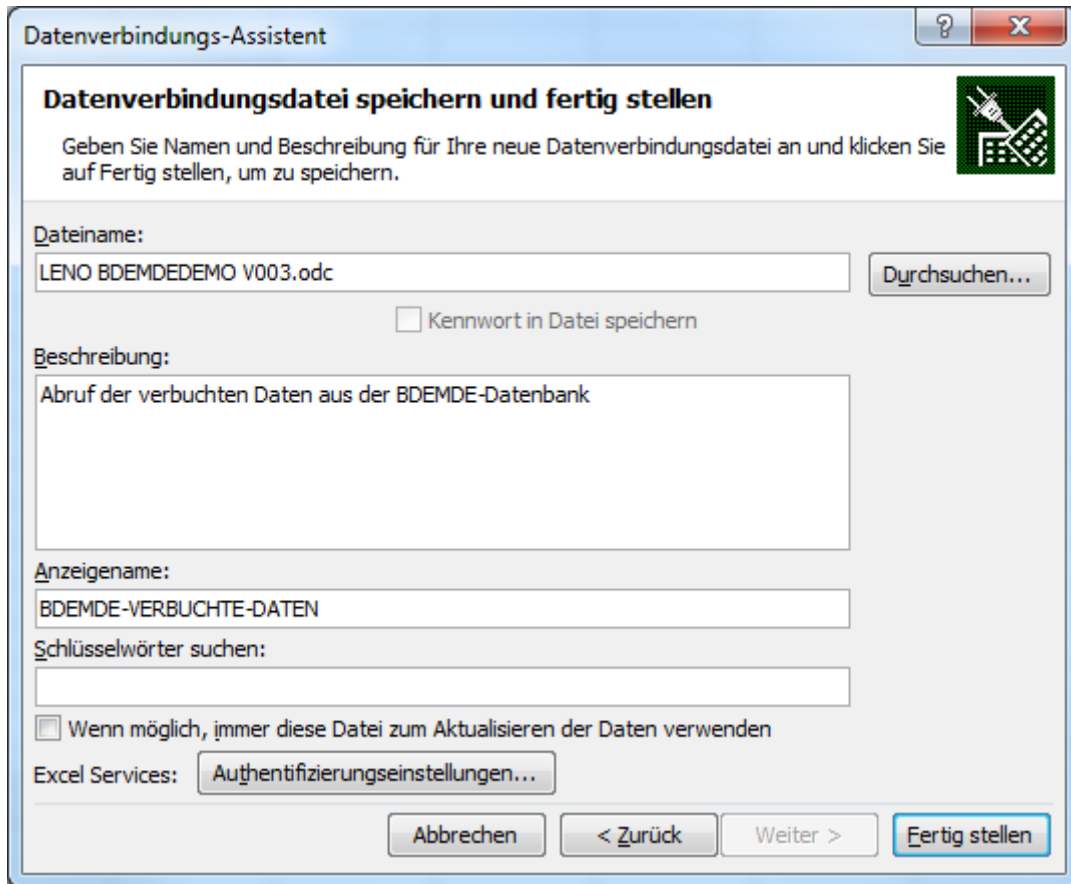 Datenverbindungs-Assistent
Datenverbindungsdatei speichern und fertig stellen
Geben Sie Namen und Beschreibung für Ihre neue Datenverbindungsdatei an und klicken Sie
auf Fertig stellen, um zu speichern.
Dateiname:
LENO BDEMDEDEMO V003.odc
Durchsuchen...
Kennwort in Datei speichern
Beschreibung:
Abruf der verbuchten Daten aus der BDEMDE-Datenbank
Anzeigename:
BDEMDE-VERBUCHTE-DATEN
Schlüsselwörter suchen:
Wenn möglich, immer diese Datei zum Aktualisieren der Daten verwenden
Excel Services: Authentifizierungseinstellungen...
Abbrechen < Zurück Weiter > Fertig stellen